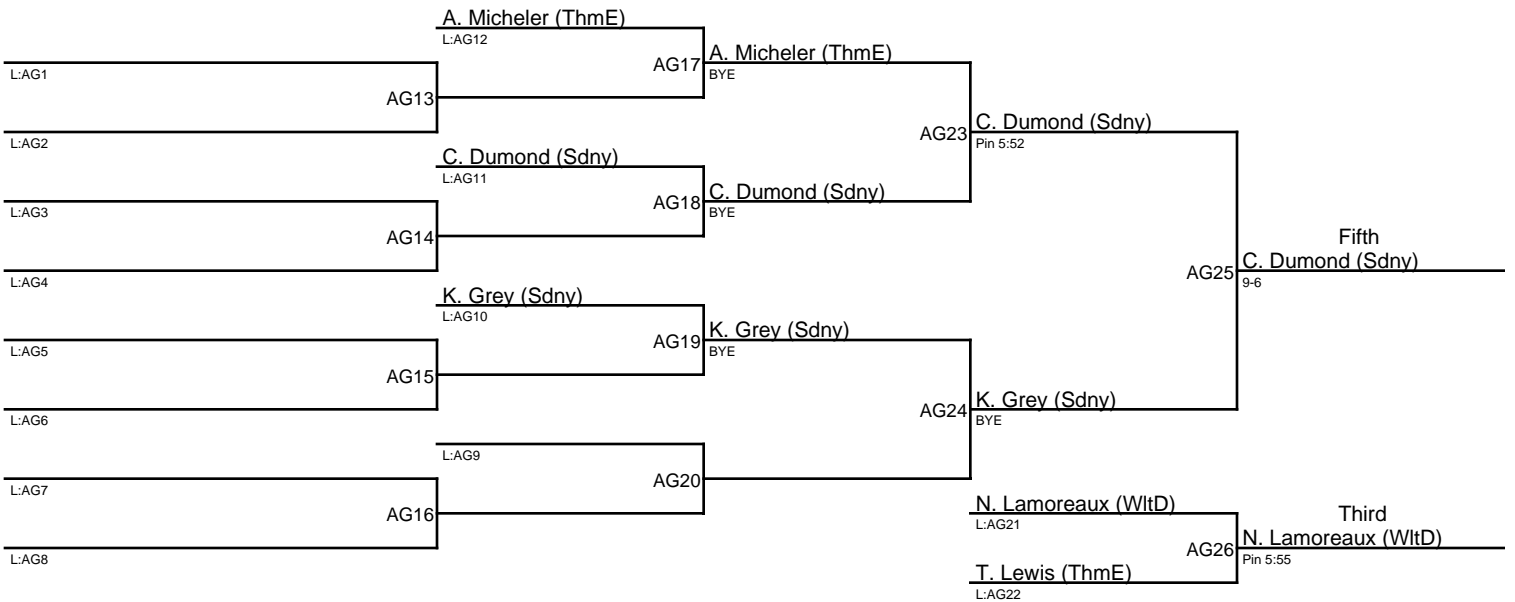 A. Micheler (ThmE)
L:AG12
L:AG1
AG17
A. Micheler (ThmE)
BYE
AG13
L:AG2
AG23
C. Dumond (Sdny)
Pin 5:52
C. Dumond (Sdny)
L:AG11
L:AG3
AG18
C. Dumond (Sdny)
BYE
AG14
L:AG4
Fifth
AG25
C. Dumond (Sdny)
9-6
K. Grey (Sdny)
L:AG10
L:AG5
AG19
K. Grey (Sdny)
BYE
AG15
L:AG6
AG24
K. Grey (Sdny)
BYE
L:AG9
L:AG7
AG20
AG16
L:AG8
N. Lamoreaux (WltD)
L:AG21
Third
AG26
N. Lamoreaux (WltD)
Pin 5:55
T. Lewis (ThmE)
L:AG22